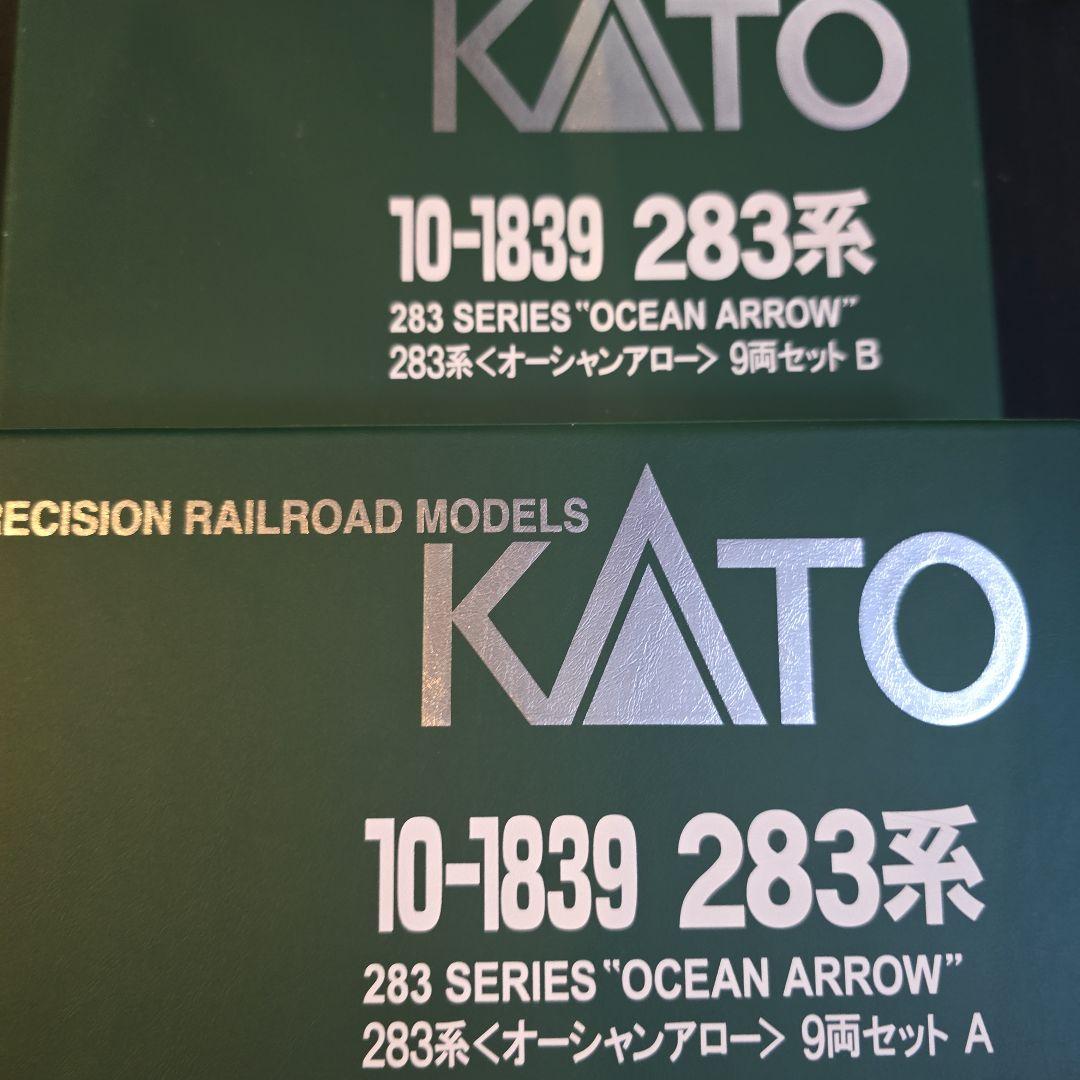 KATO
10-1839 283系
283 SERIES "OCEAN ARROW"
283系<オーシャンアロー> 9両セット B
RECISION RAILROAD MODELS
KATO
10-1839 283系
283 SERIES "OCEAN ARROW"
283系<オーシャンアロー> 9両セット A